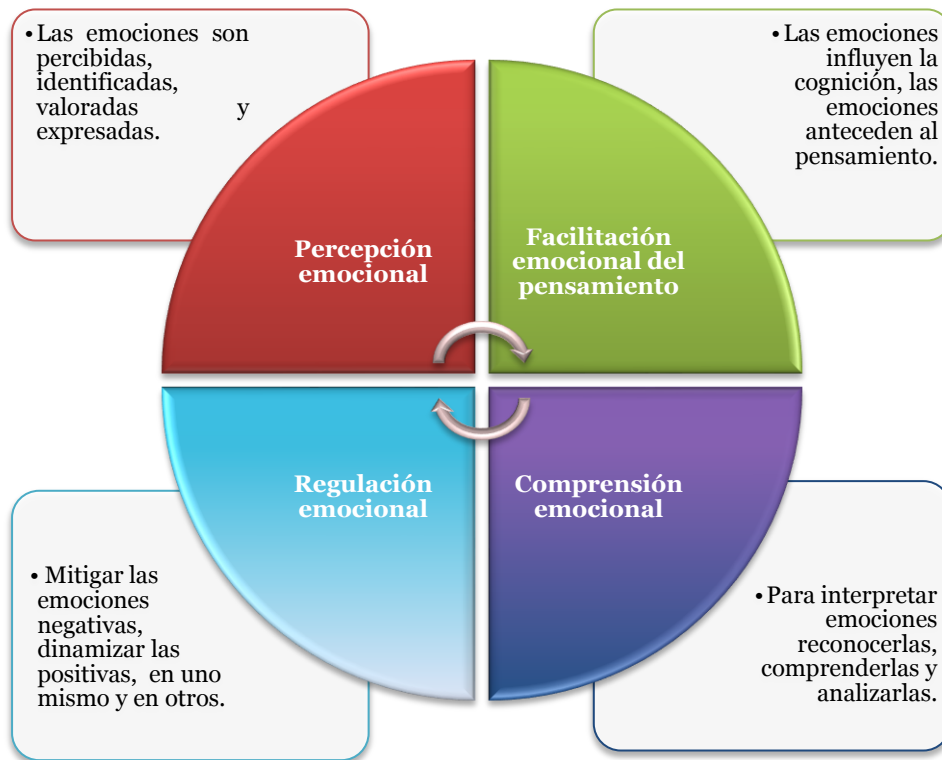 •Las emociones son
percibidas,
identificadas,
valoradas y
expresadas.
•Las emociones
influyen la
cognición, las
emociones
anteceden al
pensamiento.
Percepción
emocional
Facilitación
emocional del
pensamiento
Regulación
emocional
Comprensión
emocional
• Mitigar las
emociones
negativas,
dinamizar las
positivas, en uno
mismo y en otros.
•Para interpretar
emociones
reconocerlas,
comprenderlas y
analizarlas.